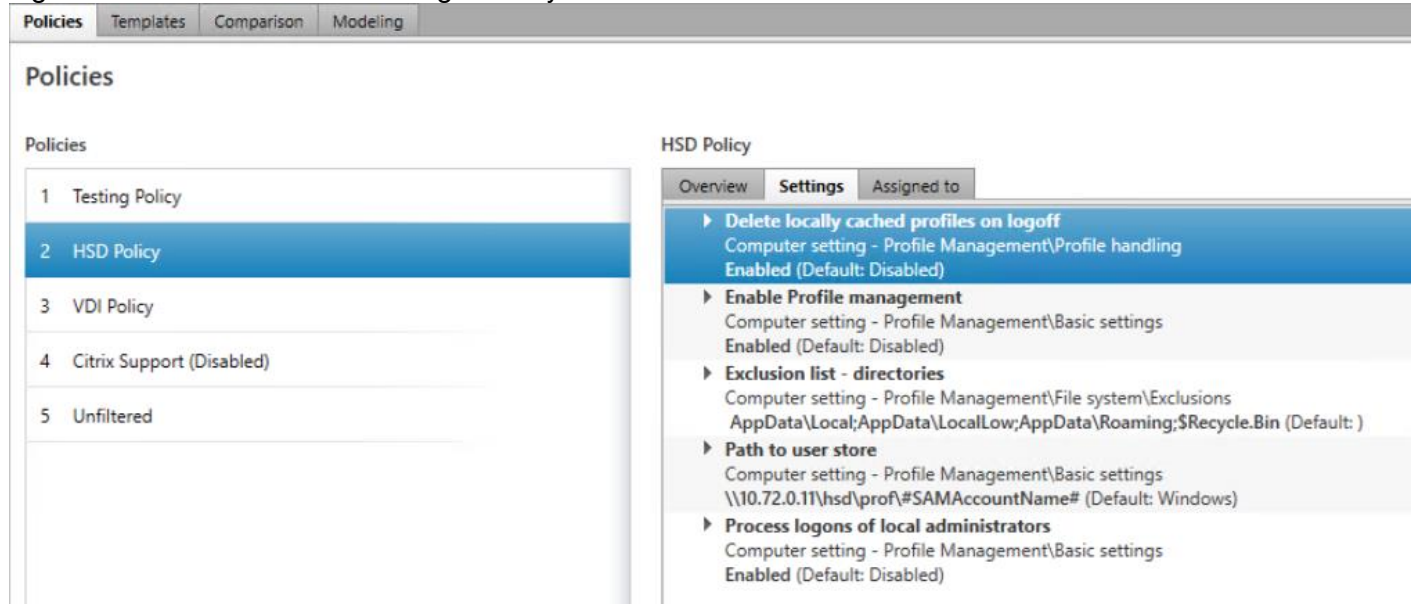 Policies Templates Comparison Modeling
Policies
Policies
1 Testing Policy
2 HSD Policy
3 VDI Policy
4 Citrix Support (Disabled)
5 Unfiltered
HSD Policy
Overview Settings Assigned to
Delete locally cached profiles on logoff
Computer setting - Profile Management\Profile handling
Enabled (Default: Disabled)
Enable Profile management
Computer setting - Profile Management\Basic settings
Enabled (Default: Disabled)
Exclusion list - directories
Computer setting - Profile Management\File system\Exclusions
AppData\Local;AppData\LocalLow;AppData\Roaming;$Recycle.Bin (Default: )
Path to user store
Computer setting - Profile Management\Basic settings
\\10.72.0.11\hsd\prof\#SAMAccountName# (Default: Windows)
Process logons of local administrators
Computer setting - Profile Management\Basic settings
Enabled (Default: Disabled)